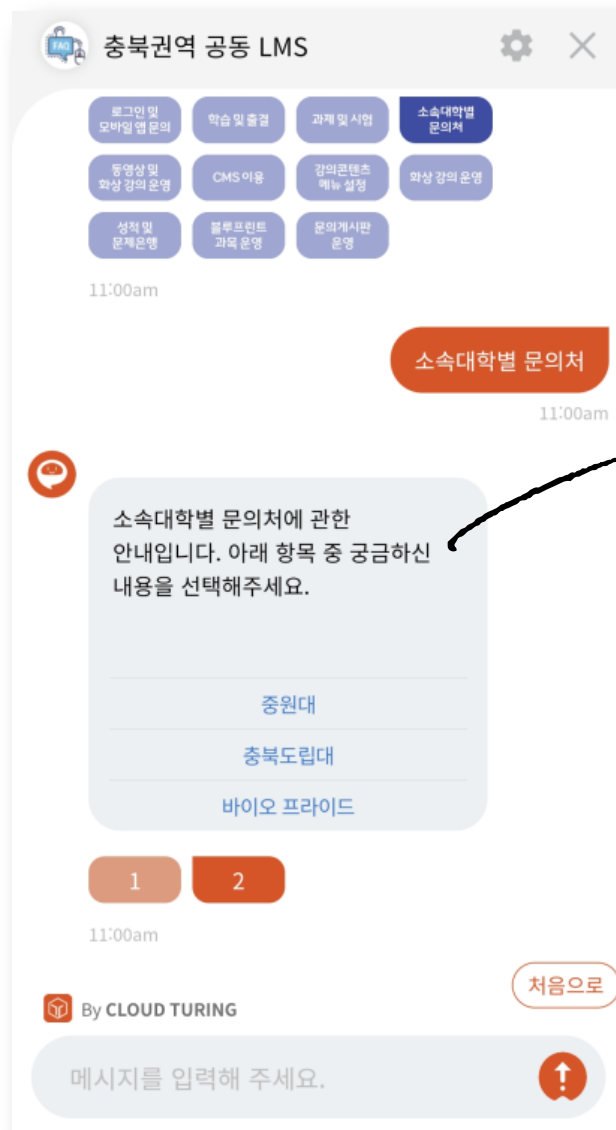 FAQ
충북권역 공동 LMS
로그인 및
모바일 앱 문의
학습 및 출결
과제 및 시험
소속대학별
문의처
동영상 및
화상 강의 운영
CMS 이용
강의콘텐츠
메뉴 설정
화상 강의 운영
성적 및
문제은행
블루프린트
과목 운영
문의게시판
운영
11:00am
소속대학별 문의처
11:00am
소속대학별 문의처에 관한
안내입니다. 아래 항목 중 궁금하신
내용을 선택해주세요.
중원대
충북도립대
바이오 프라이드
1
2
11:00am
처음으로
By CLOUD TURING
메시지를 입력해 주세요.